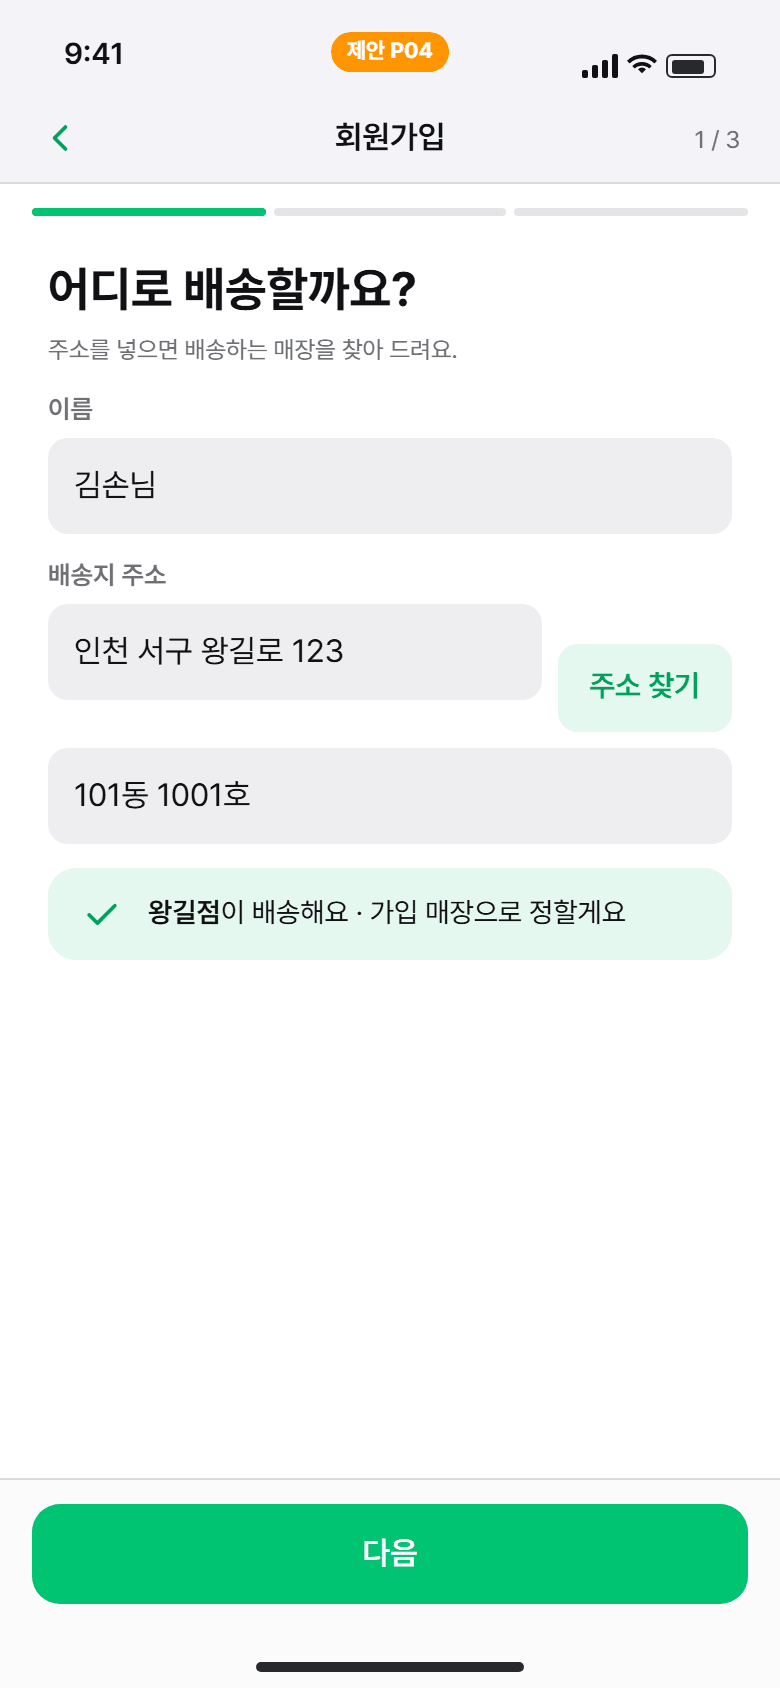 9:41
제안 P04
회원가입
1 / 3
어디로 배송할까요?
주소를 넣으면 배송하는 매장을 찾아 드려요.
이름
김손님
배송지 주소
인천 서구 왕길로 123
주소 찾기
101동 1001호
왕길점이 배송해요 · 가입 매장으로 정할게요
다음